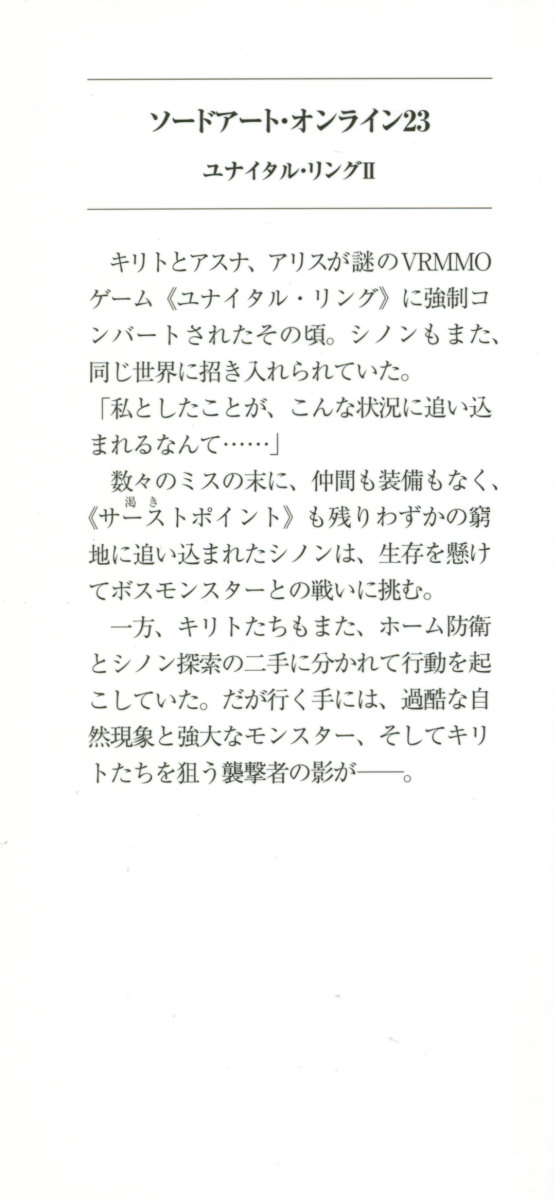 ソードアート・オンライン23
ユナイタル・リングⅡ
キリトとアスナ、アリスが謎のVRMMO
ゲーム《ユナイタル・リング》に強制コ
ンバートされたその頃。シノンもまた、
同じ世界に招き入れられていた。
「私としたことが、こんな状況に追い込
まれるなんて……」
数々のミスの末に、仲間も装備もなく、
渇き
《サーストポイント》も残りわずかの窮
地に追い込まれたシノンは、生存を懸け
てボスモンスターとの戦いに挑む。
一方、キリトたちもまた、ホーム防衛
とシノン探索の二手に分かれて行動を起
こしていた。だが行く手には、過酷な自
然現象と強大なモンスター、そしてキリ
トたちを狙う襲撃者の影が――。